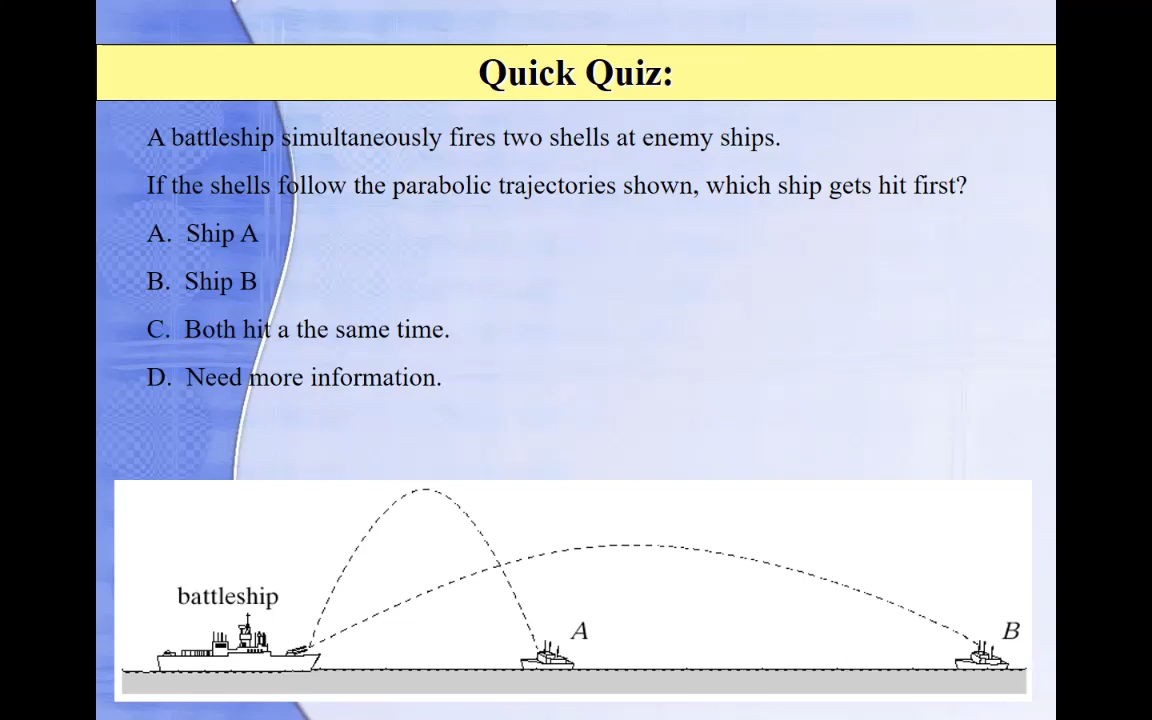 Quick Quiz:
A battleship simultaneously fires two shells at enemy ships.
If the shells follow the parabolic trajectories shown, which ship gets hit first?
A. Ship A
B. Ship B
C. Both hit a the same time.
D. Need more information.
battleship
A
B